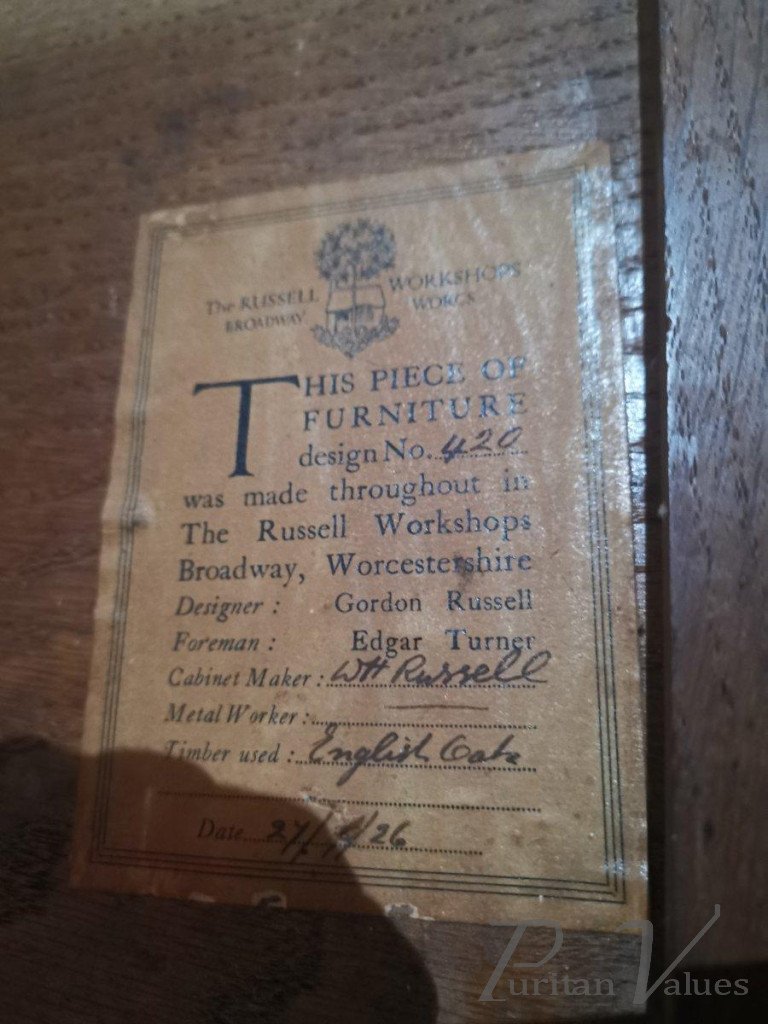 The RUSSELL WORKSHOPS
BROADWAY WORCS
THIS PIECE OF
FURNITURE
design No. 420
was made throughout in
The Russell Workshops
Broadway, Worcestershire
Designer : Gordon Russell
Foreman : Edgar Turner
Cabinet Maker : WH Russell
Metal Worker :
Timber used : English Oak
Date
Puritan Values